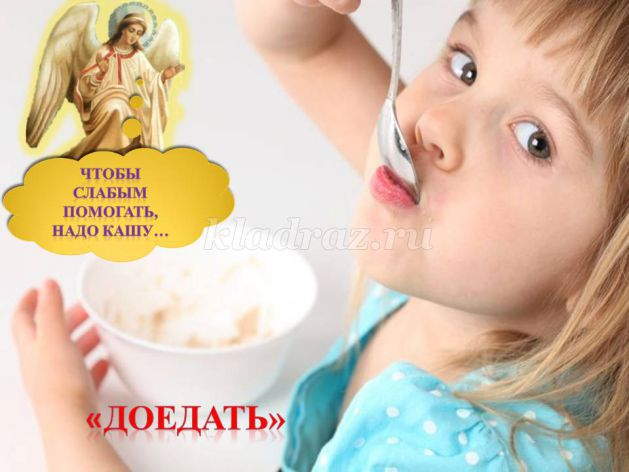 ЧТОБЫ
СЛАБЫМ
ПОМОГАТЬ,
НАДО КАШУ...
kladraz.ru
«ДОЕДАТЬ»